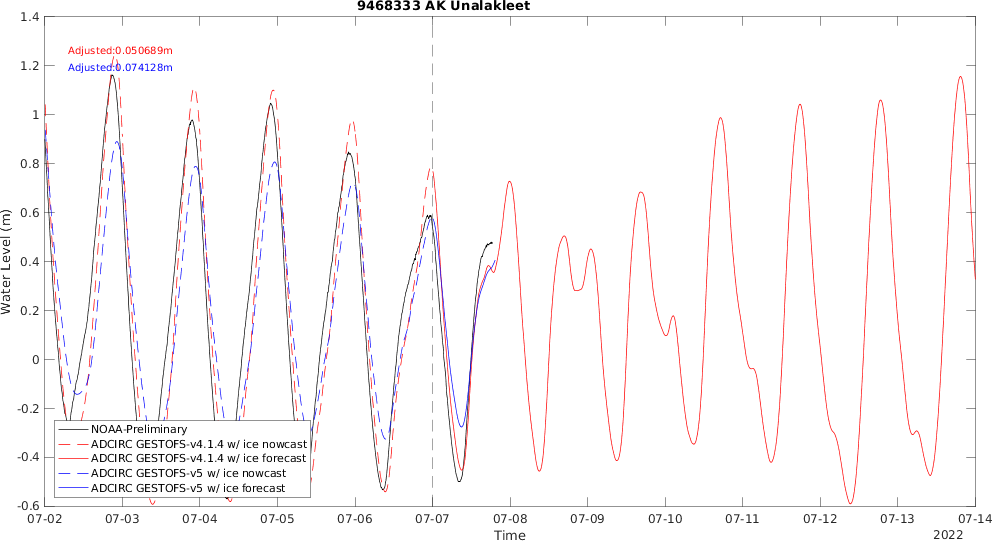 9468333 AK Unalakleet
Adjusted:0.050689m
Adjusted:0.074128m
Water Level (m)
1.4
1.2
1
0.8
0.6
0.4
0.2
0
-0.2
-0.4
-0.6
NOAA-Preliminary
ADCIRC GESTOFS-v4.1.4 w/ ice nowcast
ADCIRC GESTOFS-v4.1.4 w/ ice forecast
ADCIRC GESTOFS-v5 w/ ice nowcast
ADCIRC GESTOFS-v5 w/ ice forecast
07-02 07-03 07-04 07-05 07-06 07-07 07-08 07-09 07-10 07-11 07-12 07-13 07-14
Time
2022